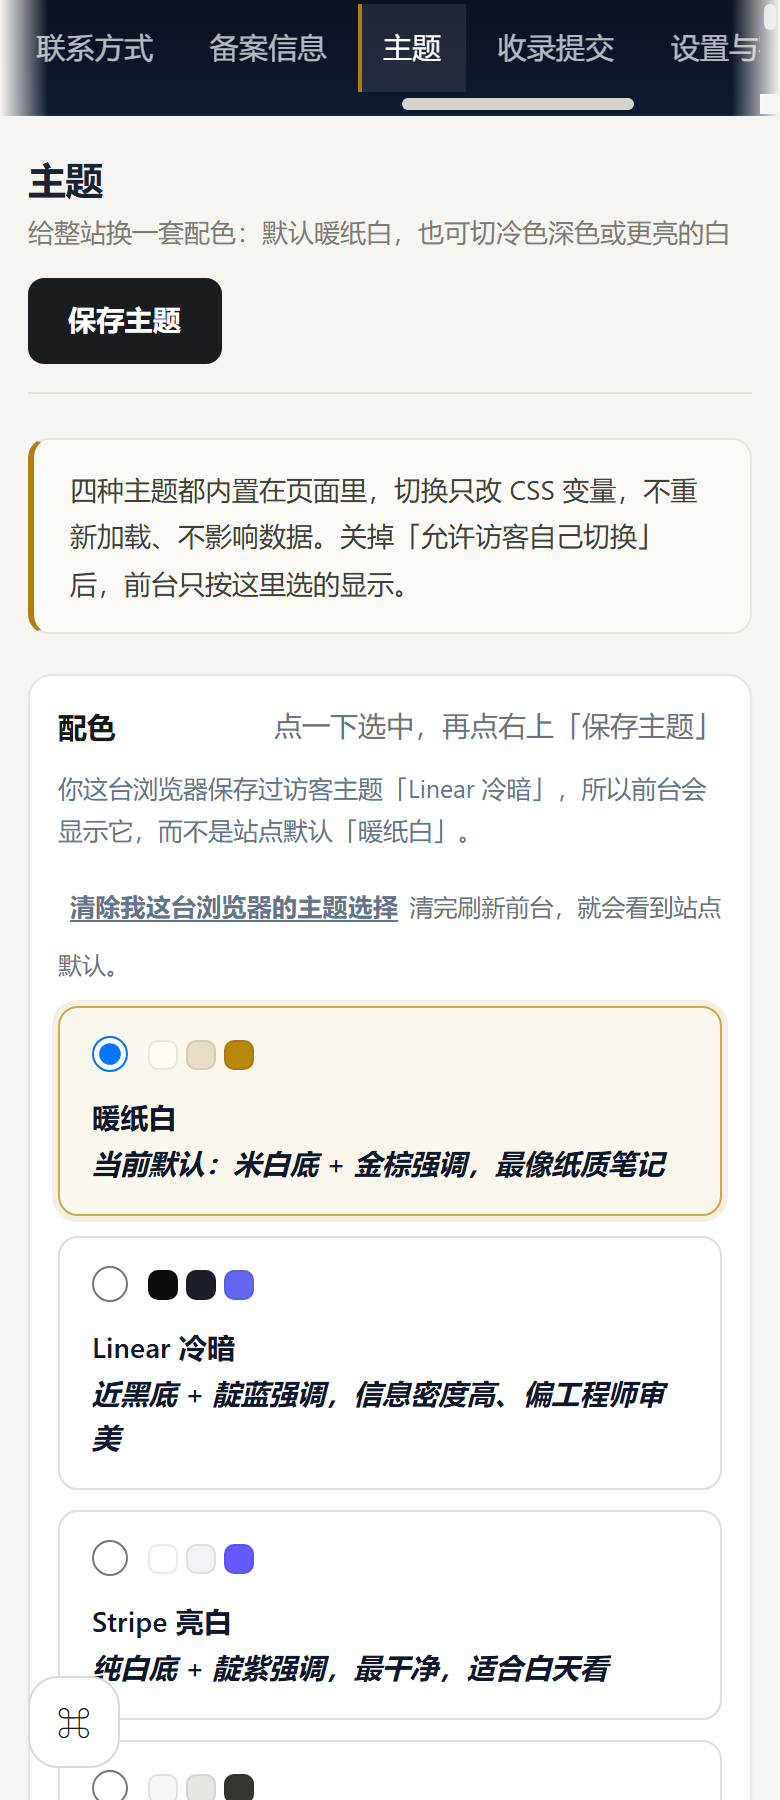 联系方式 备案信息 主题 收录提交 设置与
主题
给整站换一套配色：默认暖纸白，也可切冷色深色或更亮的白
保存主题
四种主题都内置在页面里，切换只改 CSS 变量，不重
新加载、不影响数据。关掉「允许访客自己切换」
后，前台只按这里选的显示。
配色 点一下选中，再点右上「保存主题」
你这台浏览器保存过访客主题「Linear 冷暗」，所以前台会
显示它，而不是站点默认「暖纸白」。
清除我这台浏览器的主题选择 清完刷新前台，就会看到站点
默认。
暖纸白
当前默认：米白底 + 金棕强调，最像纸质笔记
Linear 冷暗
近黑底 + 靛蓝强调，信息密度高、偏工程师审
美
Stripe 亮白
纯白底 + 靛紫强调，最干净，适合白天看
⌘